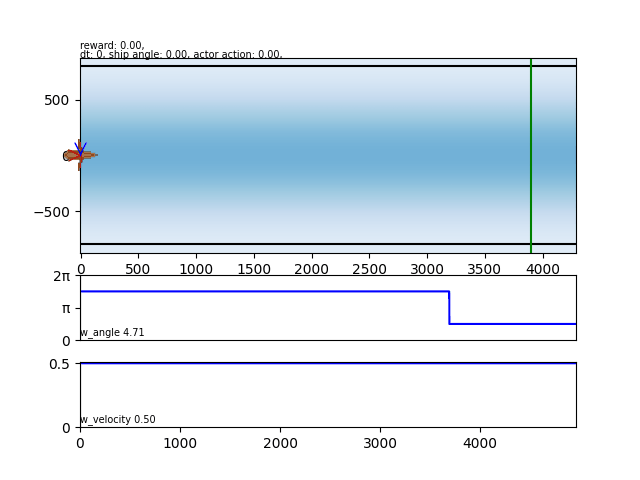 reward: 0.00,
dt: 0, ship angle: 0.00, actor action: 0.00,
500
0
−500
0 500 1000 1500 2000 2500 3000 3500 4000
2π
π
0
w_angle 4.71
0.5
0
w_velocity 0.50
0 1000 2000 3000 4000